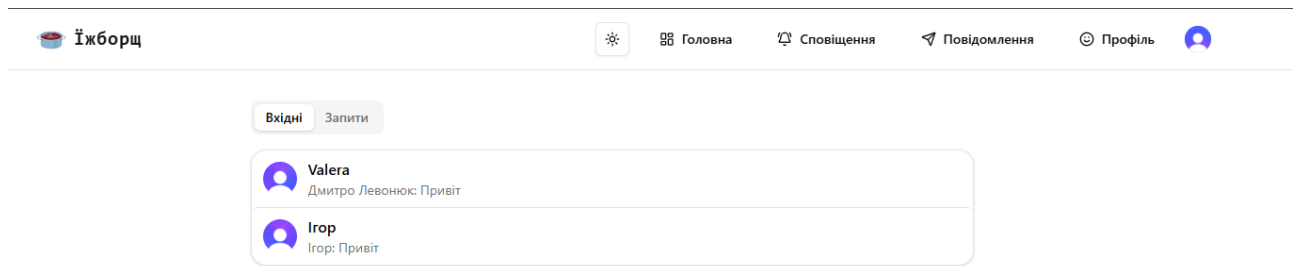 Їжборщ
Головна
Сповіщення
Повідомлення
Профіль
Вхідні
Запити
Valera
Дмитро Левонюк: Привіт
Ігор
Ігор: Привіт